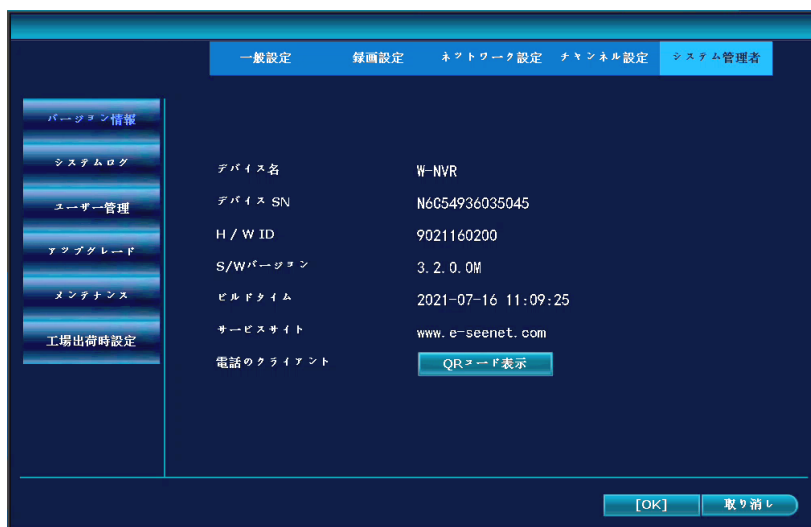 一般設定 録画設定 ネットワーク設定 チャンネル設定 システム管理者
バージョン情報
システムログ
ユーザー管理
アップグレード
メンテナンス
工場出荷時設定
デバイス名 W-NVR
デバイス SN N6C54936035045
H / W ID 9021160200
S/Wバージョン 3.2.0.0M
ビルドタイム 2021-07-16 11:09:25
サービスサイト www.e-seenet.com
電話のクライアント QRコード表示
[OK] 取り消し